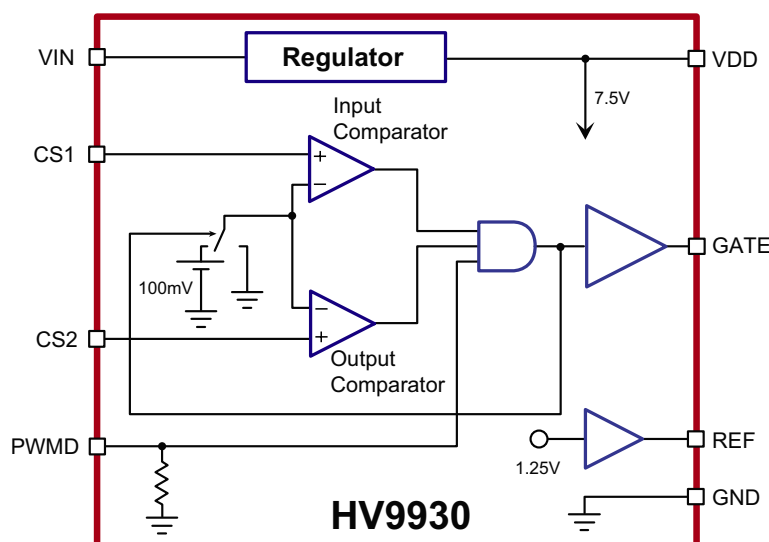 VIN
Regulator
VDD
7.5V
Input
Comparator
CS1
+
−
GATE
100mV
−
+
CS2
Output
Comparator
PWMD
REF
1.25V
GND
HV9930